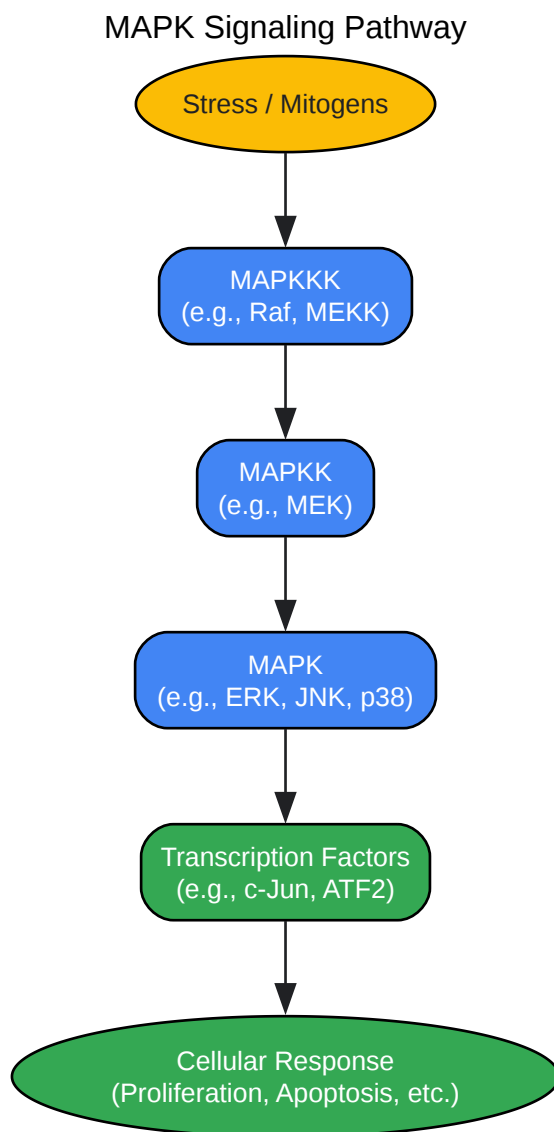 MAPK Signaling Pathway
Stress / Mitogens
MAPKKK
(e.g., Raf, MEKK)
MAPKK
(e.g., MEK)
MAPK
(e.g., ERK, JNK, p38)
Transcription Factors
(e.g., c-Jun, ATF2)
Cellular Response
(Proliferation, Apoptosis, etc.)